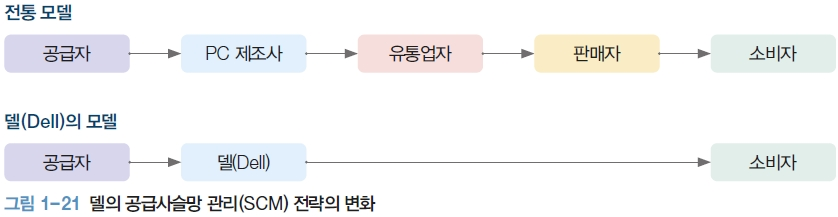 전통 모델
공급자 PC 제조사 유통업자 판매자 소비자
델(Dell)의 모델
공급자 델(Dell) 소비자
그림 1-21 델의 공급사슬망 관리(SCM) 전략의 변화